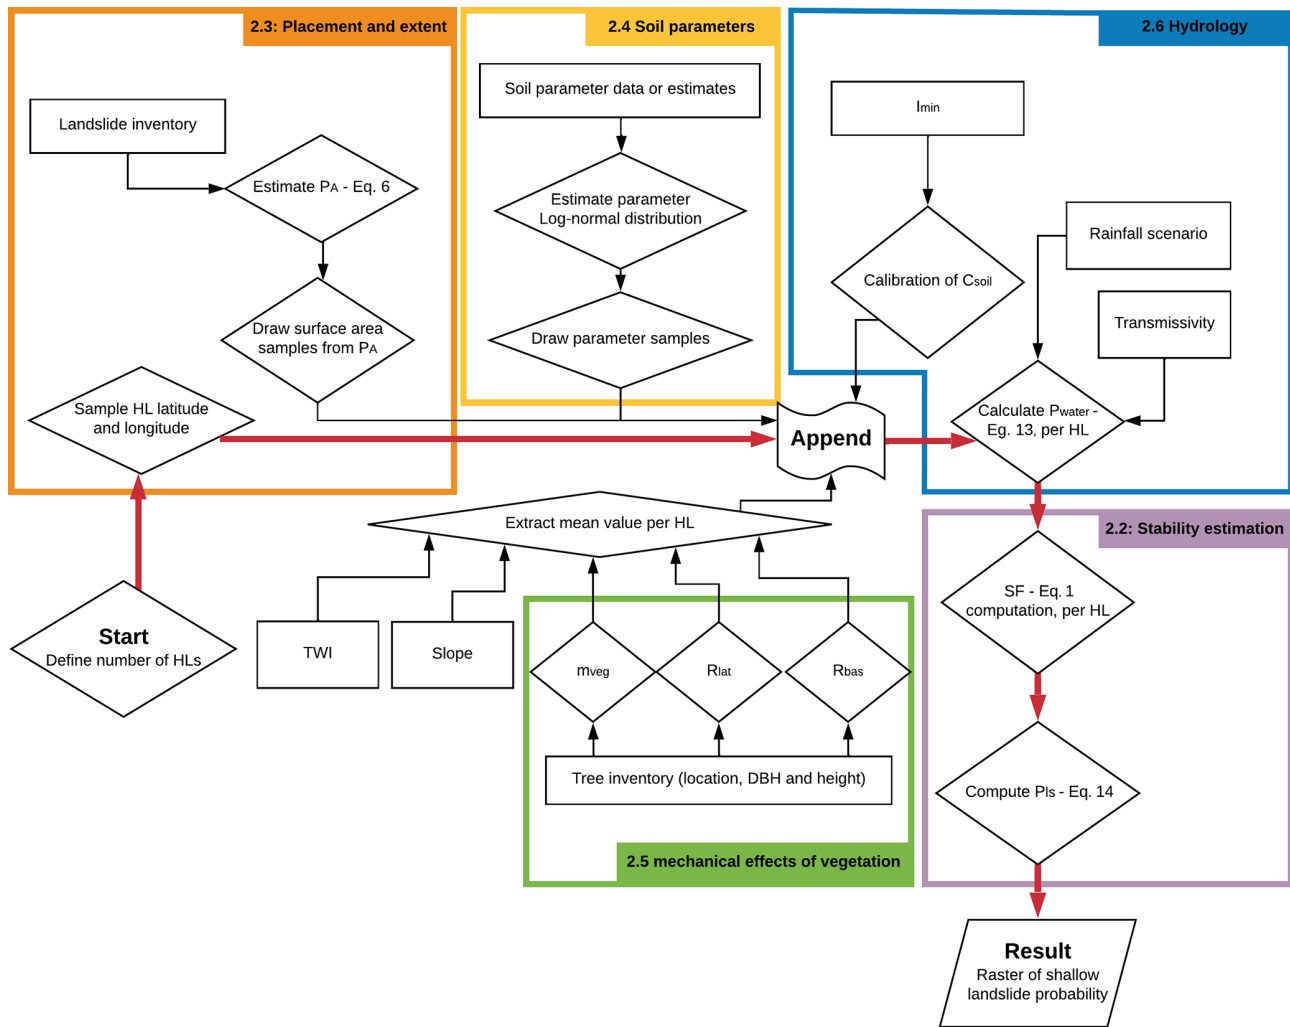 2.3: Placement and extent
2.4 Soil parameters
2.6 Hydrology
Landslide inventory
Estimate PA - Eq. 6
Draw surface area
samples from PA
Sample HL latitude
and longitude
Soil parameter data or estimates
Estimate parameter
Log-normal distribution
Draw parameter samples
Imin
Calibration of Csoil
Rainfall scenario
Transmissivity
Calculate Pwater -
Eg. 13, per HL
Append
Extract mean value per HL
Start
Define number of HLs
TWI
Slope
mveg
Rlat
Rbas
Tree inventory (location, DBH and height)
2.5 mechanical effects of vegetation
2.2: Stability estimation
SF - Eq. 1
computation, per HL
Compute Pls - Eq. 14
Result
Raster of shallow
landslide probability